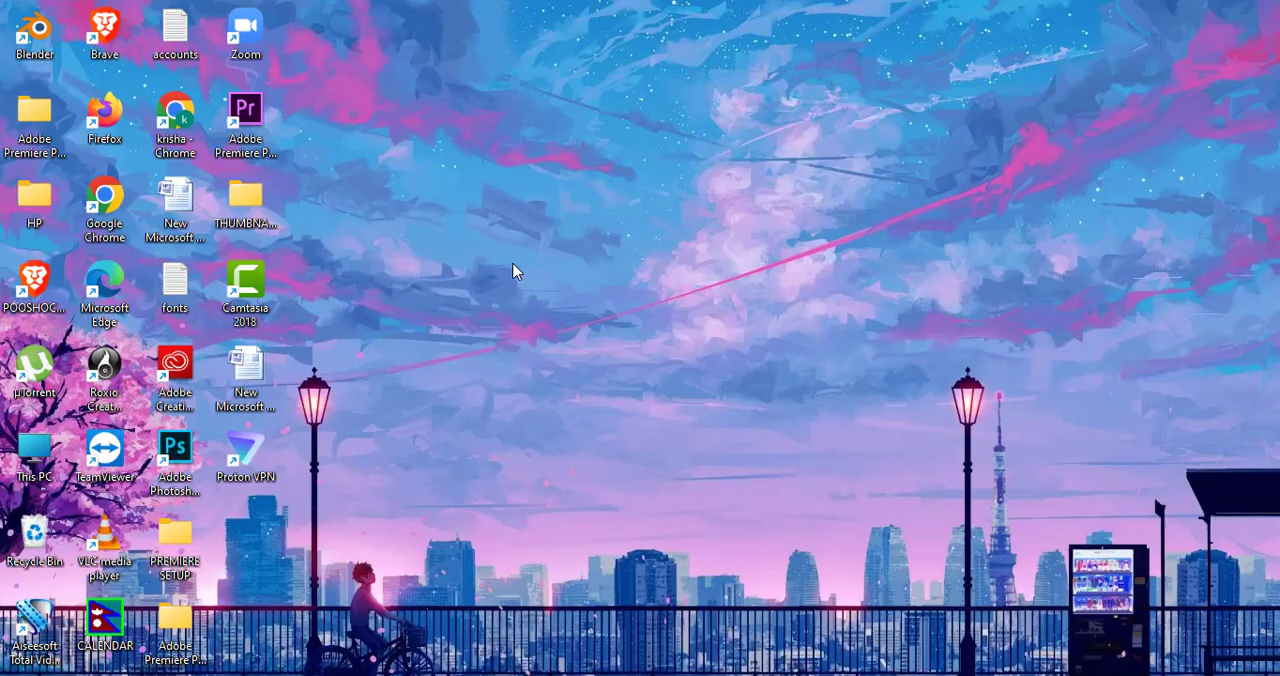 Blender
Brave
accounts
Zoom
Adobe
Premiere P...
Firefox
krisha -
Chrome
Adobe
Premiere P...
HP
Google
Chrome
New
Microsoft ...
THUMBNA...
POOSHOC...
Microsoft
Edge
fonts
Camtasia
2018
µTorrent
Roxio
Creat...
Adobe
Creati...
New
Microsoft ...
This PC
TeamViewer
Adobe
Photosh...
Proton VPN
Recycle Bin
VLC media
player
PREMIERE
SETUP
Aiseesoft
Total Vid...
CALENDAR
Adobe
Premiere P...